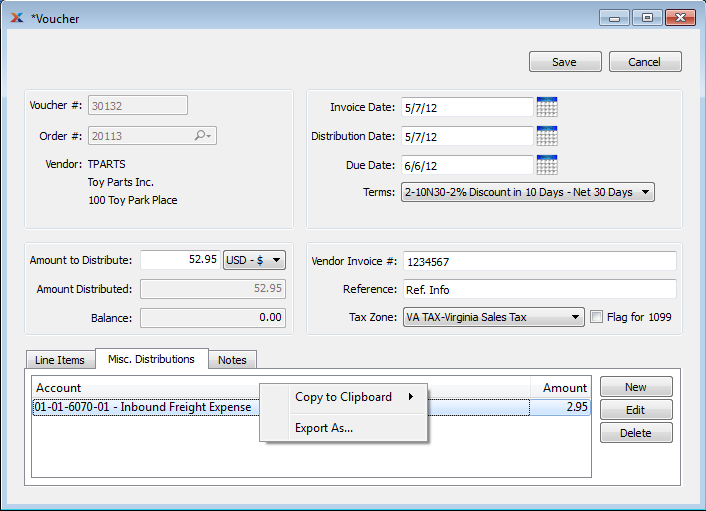 *Voucher
Save Cancel
Voucher #: 30132
Order #: 20113
Vendor: TPARTS
Toy Parts Inc.
100 Toy Park Place
Invoice Date: 5/7/12
Distribution Date: 5/7/12
Due Date: 6/6/12
Terms: 2-10N30-2% Discount in 10 Days - Net 30 Days
Amount to Distribute: 52.95 USD - $
Amount Distributed: 52.95
Balance: 0.00
Vendor Invoice #: 1234567
Reference: Ref. Info
Tax Zone: VA TAX-Virginia Sales Tax Flag for 1099
Line Items Misc. Distributions Notes
Account Amount
01-01-6070-01 - Inbound Freight Expense 2.95
Copy to Clipboard
Export As...
New
Edit
Delete